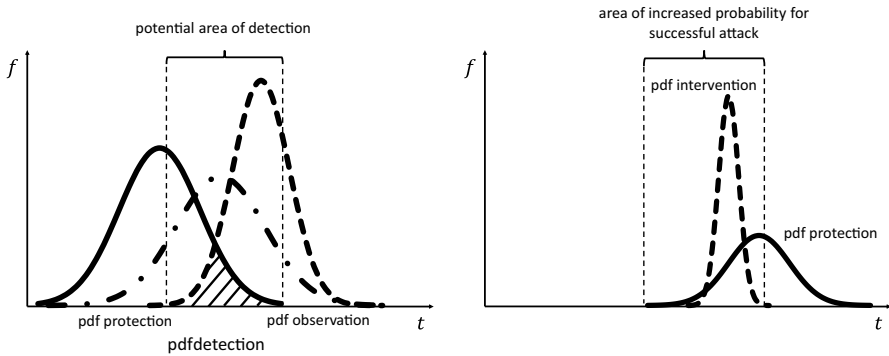 potential area of detection
f
pdf protection
pdf observation
t
pdfdetection
area of increased probability for
successful attack
f
pdf intervention
pdf protection
t